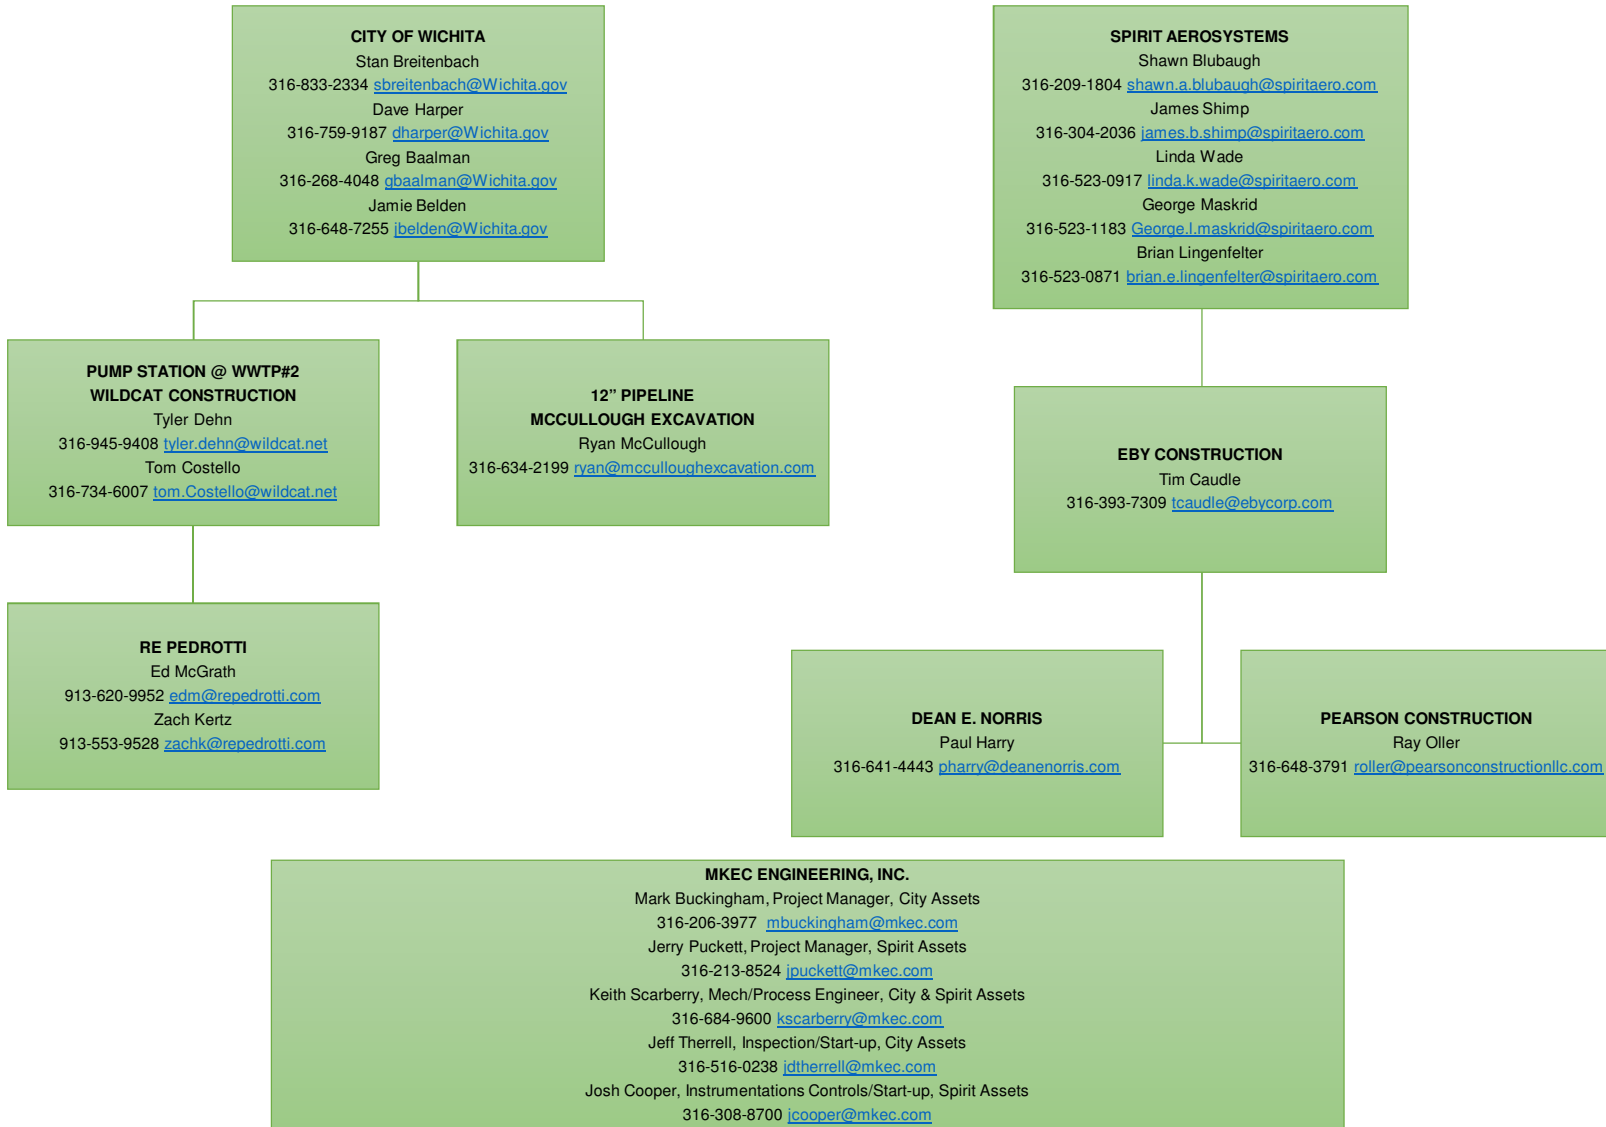 CITY OF WICHITA
Stan Breitenbach
316-833-2334 sbreitenbach@Wichita.gov
Dave Harper
316-759-9187 dharper@Wichita.gov
Greg Baalman
316-268-4048 gbaalman@Wichita.gov
Jamie Belden
316-648-7255 jbelden@Wichita.gov
SPIRIT AEROSYSTEMS
Shawn Blubaugh
316-209-1804 shawn.a.blubaugh@spiritaero.com
James Shimp
316-304-2036 james.b.shimp@spiritaero.com
Linda Wade
316-523-0917 linda.k.wade@spiritaero.com
George Maskrid
316-523-1183 George.l.maskrid@spiritaero.com
Brian Lingenfelter
316-523-0871 brian.e.lingenfelter@spiritaero.com
PUMP STATION @ WWTP#2
WILDCAT CONSTRUCTION
Tyler Dehn
316-945-9408 tyler.dehn@wildcat.net
Tom Costello
316-734-6007 tom.Costello@wildcat.net
12” PIPELINE
MCCULLOUGH EXCAVATION
Ryan McCullough
316-634-2199 ryan@mcculloughexcavation.com
EBY CONSTRUCTION
Tim Caudle
316-393-7309 tcaudle@ebycorp.com
RE PEDROTTI
Ed McGrath
913-620-9952 edm@repedrotti.com
Zach Kertz
913-553-9528 zachk@repedrotti.com
DEAN E. NORRIS
Paul Harry
316-641-4443 pharry@deanenorris.com
PEARSON CONSTRUCTION
Ray Oller
316-648-3791 roller@pearsonconstructionllc.com
MKEC ENGINEERING, INC.
Mark Buckingham, Project Manager, City Assets
316-206-3977 mbuckingham@mkec.com
Jerry Puckett, Project Manager, Spirit Assets
316-213-8524 jpuckett@mkec.com
Keith Scarberry, Mech/Process Engineer, City & Spirit Assets
316-684-9600 kscarberry@mkec.com
Jeff Therrell, Inspection/Start-up, City Assets
316-516-0238 jdtherrell@mkec.com
Josh Cooper, Instrumentations Controls/Start-up, Spirit Assets
316-308-8700 jcooper@mkec.com